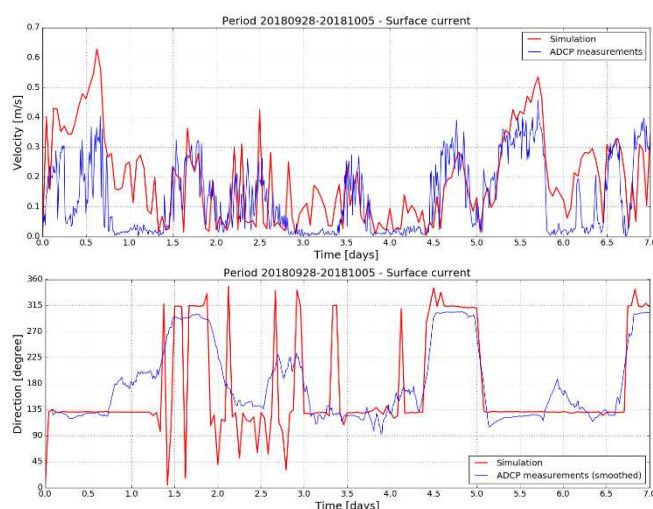 Period 20180928-20181005 - Surface current
Simulation
ADCP measurements
Velocity [m/s]
0.7
0.6
0.5
0.4
0.3
0.2
0.1
0.0
0.0 0.5 1.0 1.5 2.0 2.5 3.0 3.5 4.0 4.5 5.0 5.5 6.0 6.5 7.0
Time [days]
Period 20180928-20181005 - Surface current
Direction [degree]
360
315
270
225
180
135
90
45
0
Simulation
ADCP measurements (smoothed)
0.0 0.5 1.0 1.5 2.0 2.5 3.0 3.5 4.0 4.5 5.0 5.5 6.0 6.5 7.0
Time [days]